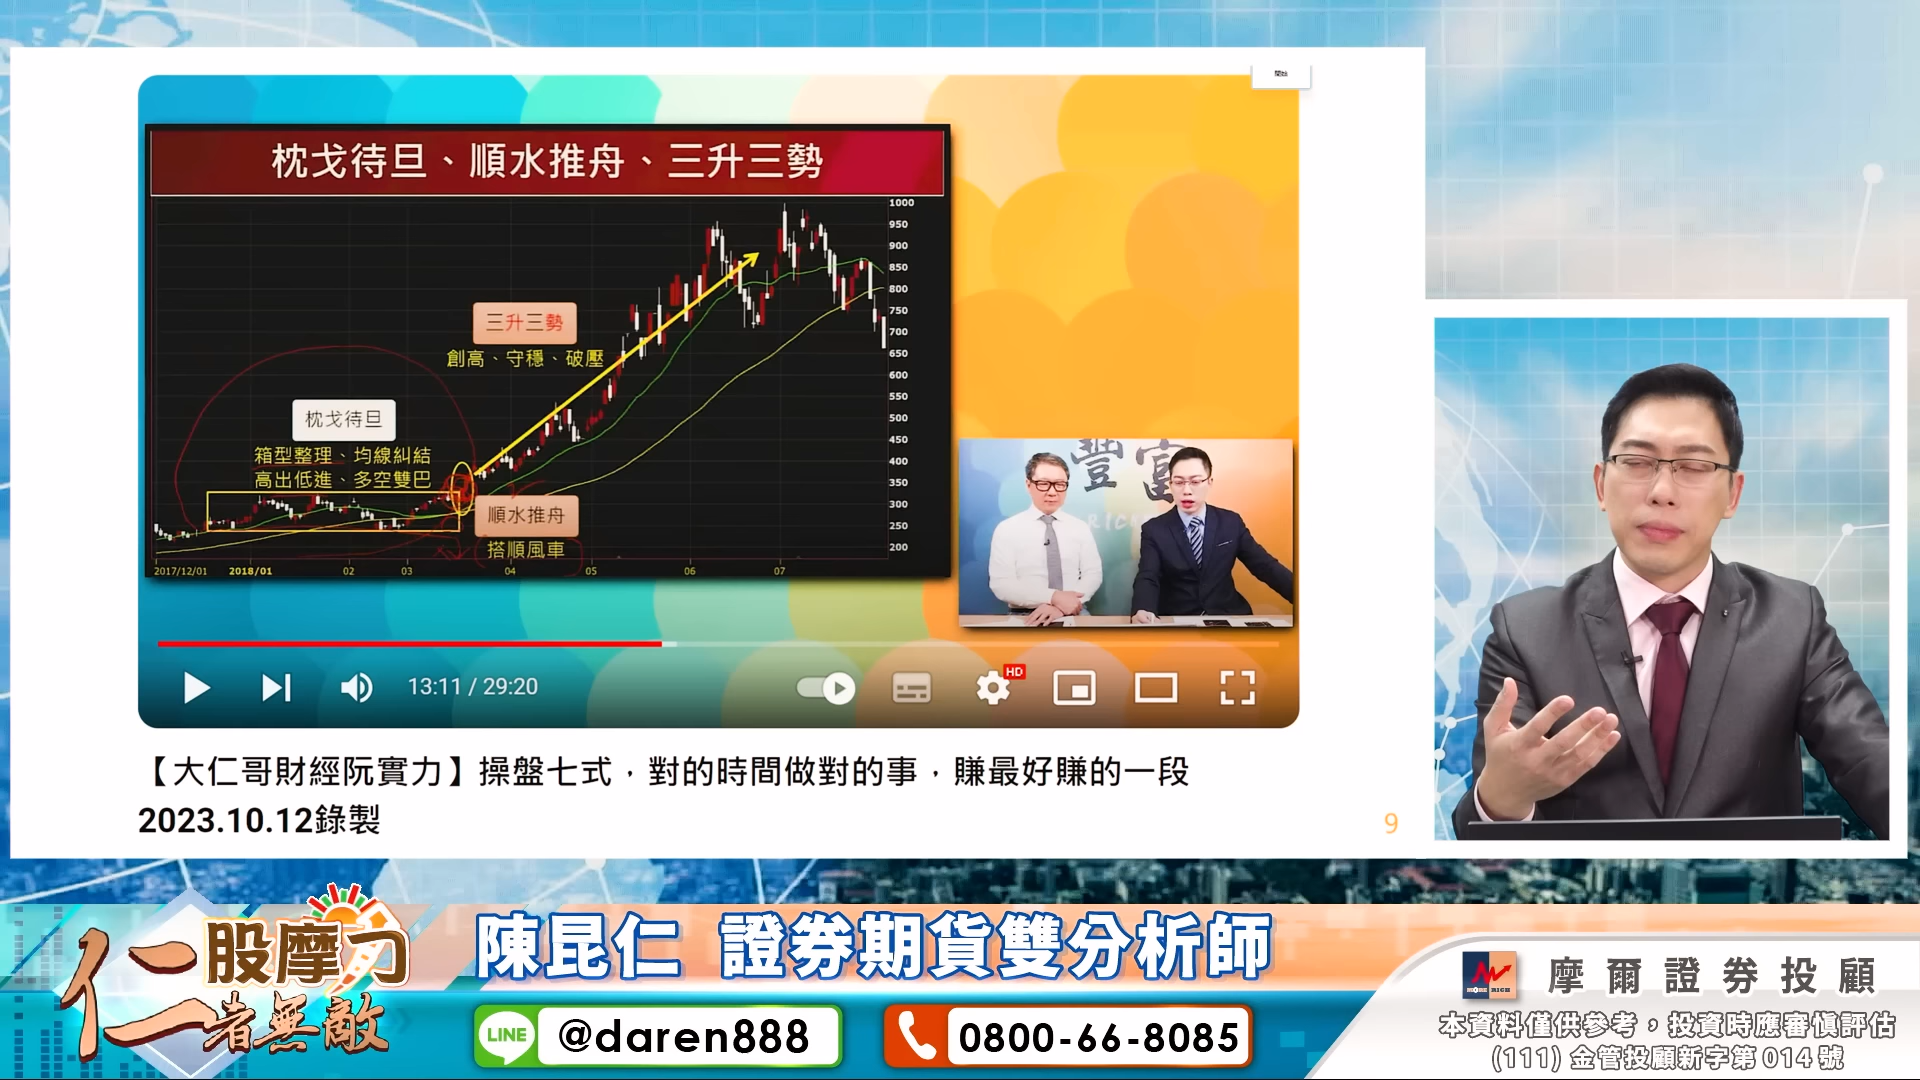 開始
枕戈待旦、順水推舟、三升三勢
1000
950
900
850
800
750
700
650
600
550
500
450
400
350
300
250
200
三升三勢
創高、守穩、破壓
枕戈待旦
箱型整理、均線糾結
高出低進、多空雙巴
順水推舟
搭順風車
2017/12/01 2018/01 02 03 04 05 06 07
豐富
RICH
13:11 / 29:20
HD
【大仁哥財經阮實力】操盤七式，對的時間做對的事，賺最好賺的一段
2023.10.12錄製
9
股摩力
仁者無敵
陳昆仁 證券期貨雙分析師
LINE @daren888
0800-66-8085
摩爾證券投顧
本資料僅供參考，投資時應審慎評估
(111) 金管投顧新字第 014 號